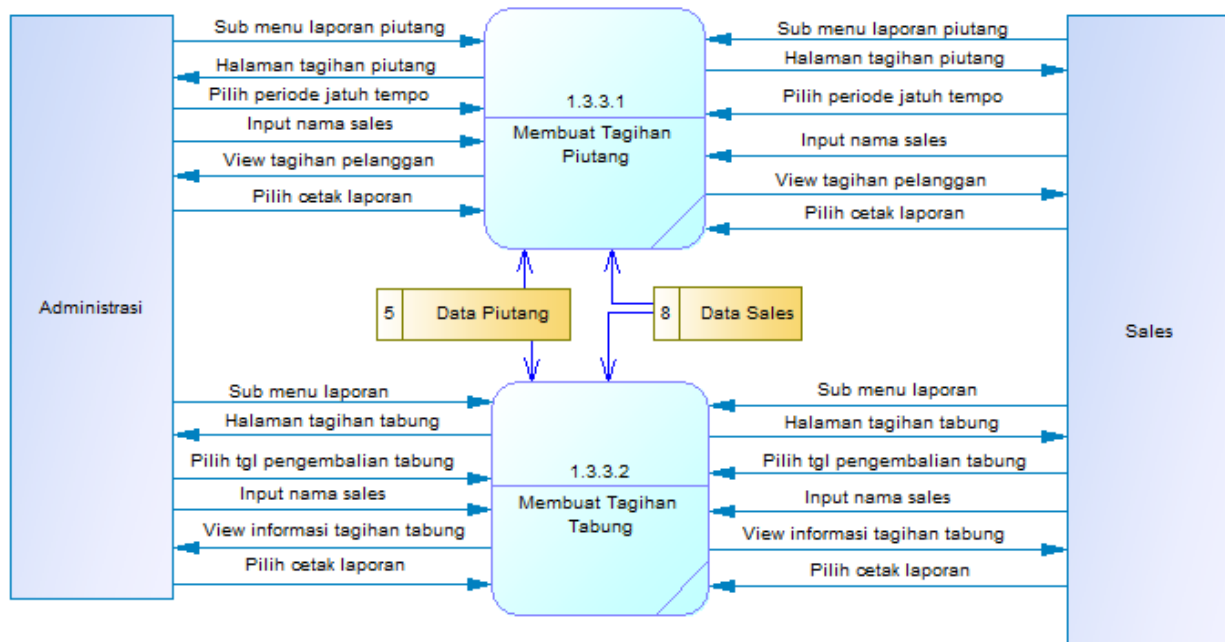 Sub menu laporan piutang
Halaman tagihan piutang
Pilih periode jatuh tempo
Input nama sales
View tagihan pelanggan
Pilih cetak laporan
1.3.3.1
Membuat Tagihan
Piutang
Sub menu laporan piutang
Halaman tagihan piutang
Pilih periode jatuh tempo
Input nama sales
View tagihan pelanggan
Pilih cetak laporan
Administrasi
5 Data Piutang
8 Data Sales
Sales
Sub menu laporan
Halaman tagihan tabung
Pilih tgl pengembalian tabung
Input nama sales
View informasi tagihan tabung
Pilih cetak laporan
1.3.3.2
Membuat Tagihan
Tabung
Sub menu laporan
Halaman tagihan tabung
Pilih tgl pengembalian tabung
Input nama sales
View informasi tagihan tabung
Pilih cetak laporan